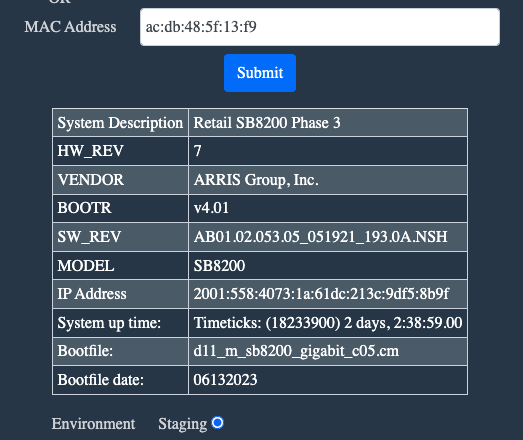 MAC Address ac:db:48:5f:13:f9
Submit
System Description Retail SB8200 Phase 3
HW_REV 7
VENDOR ARRIS Group, Inc.
BOOTR v4.01
SW_REV AB01.02.053.05_051921_193.0A.NSH
MODEL SB8200
IP Address 2001:558:4073:1a:61dc:213c:9df5:8b9f
System up time: Timeticks: (18233900) 2 days, 2:38:59.00
Bootfile: d11_m_sb8200_gigabit_c05.cm
Bootfile date: 06132023
Environment Staging